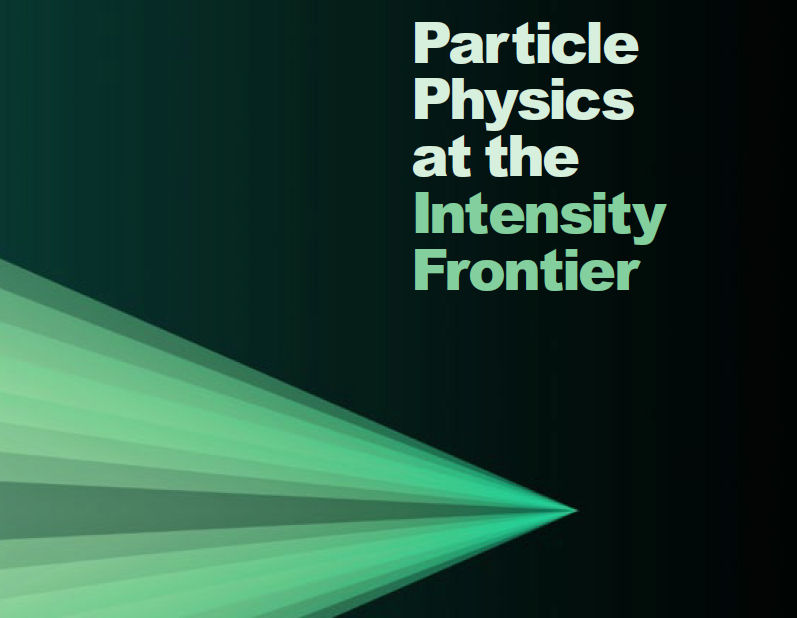 Particle
Physics
at the
Intensity
Frontier